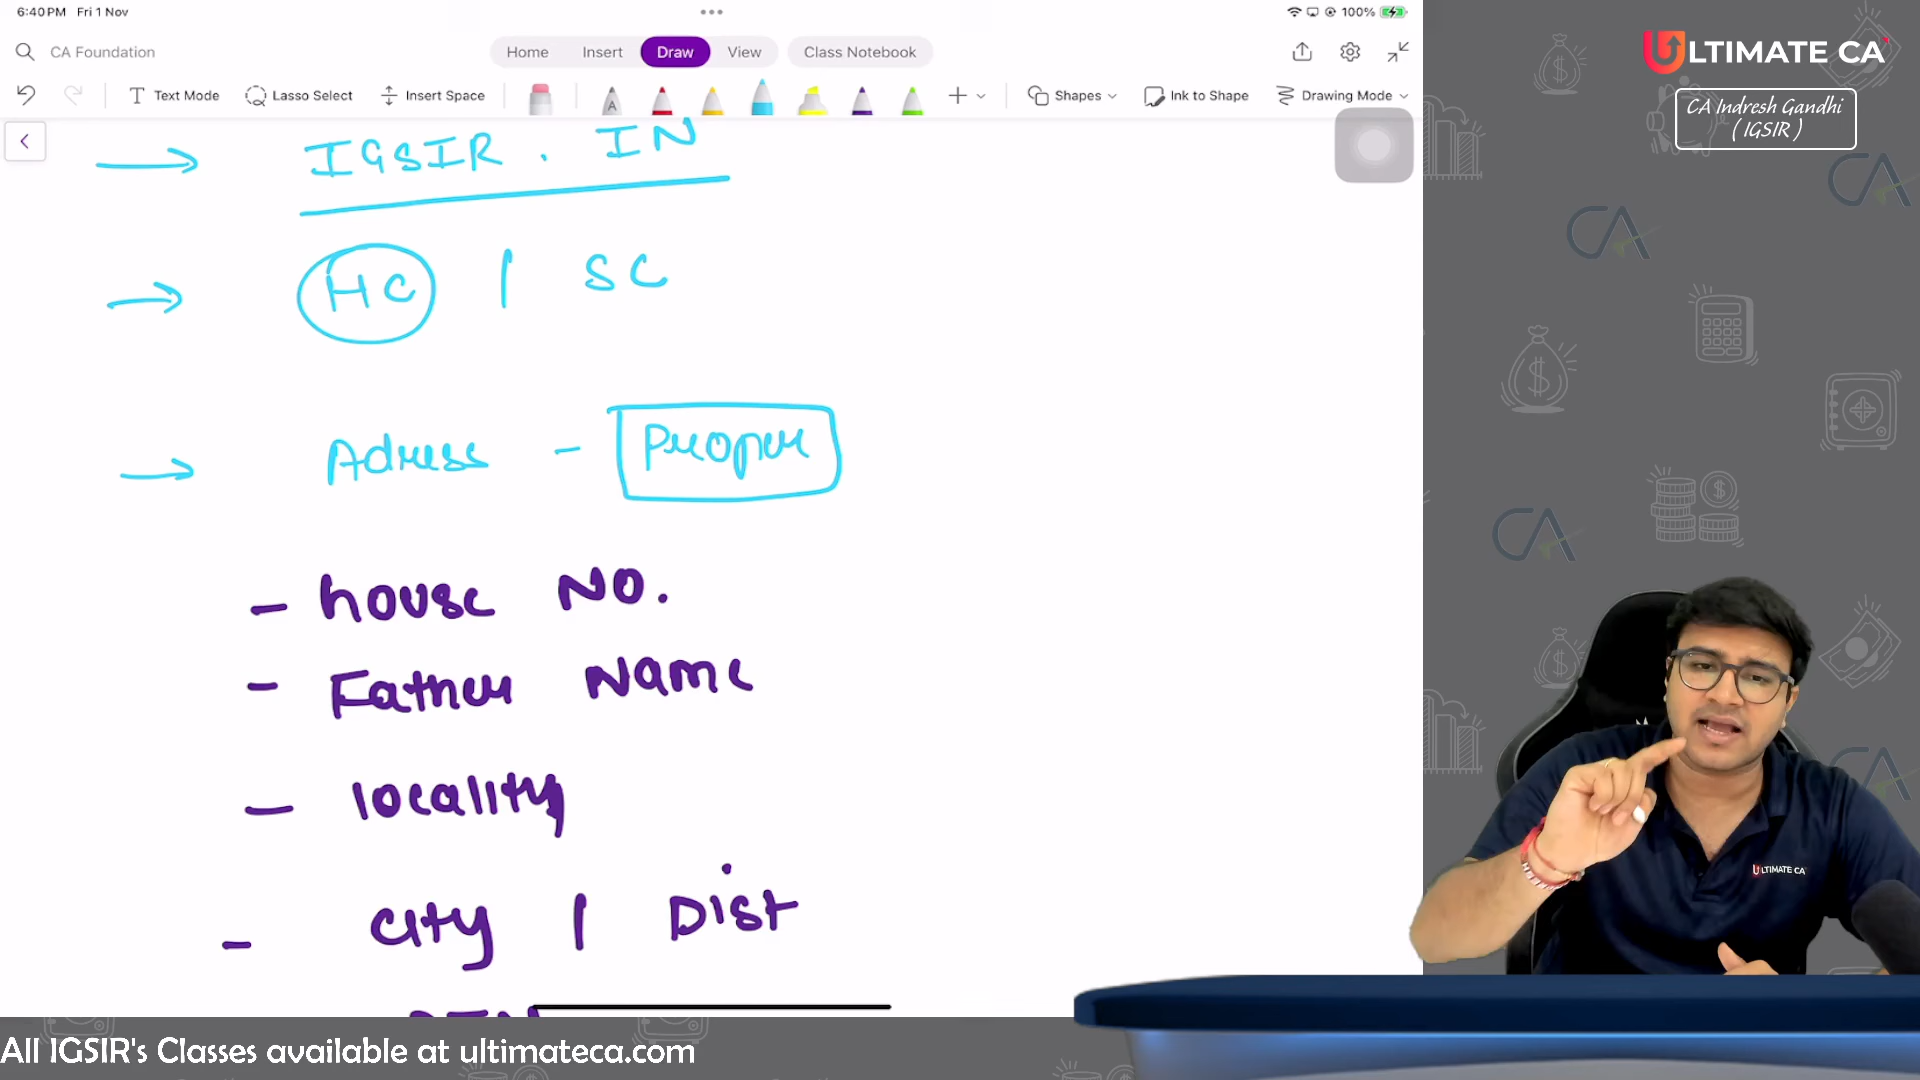 6:40 PM Fri 1 Nov
100%
CA Foundation
Home Insert Draw View Class Notebook
Text Mode Lasso Select Insert Space
A
Shapes Ink to Shape Drawing Mode
ULTIMATE CA
CA Indresh Gandhi
(IGSIR)
→ IGSIR . IN
→ HC | SC
→ Adress - Proper
- house NO.
- Father Name
- locality
- city | Dist
ULTIMATE CA
All IGSIR's Classes available at ultimateca.com